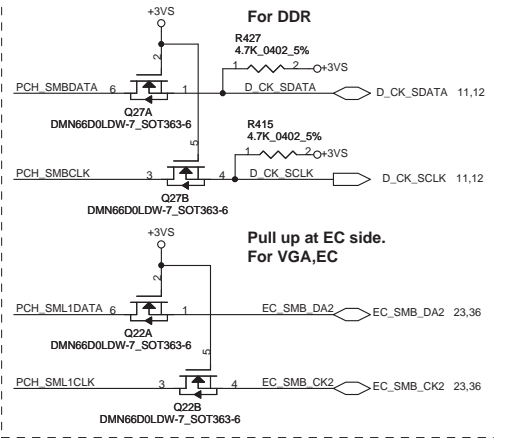 +3VS
For DDR
R427
4.7K_0402_5%
2
1 2 +3VS
PCH_SMBDATA 6 1 D_CK_SDATA D_CK_SDATA 11,12
Q27A
DMN66D0LDW-7_SOT363-6
R415
4.7K_0402_5%
5
1 2 +3VS
PCH_SMBCLK 3 4 D_CK_SCLK D_CK_SCLK 11,12
Q27B
DMN66D0LDW-7_SOT363-6
+3VS
Pull up at EC side.
For VGA,EC
2
PCH_SML1DATA 6 1 EC_SMB_DA2 EC_SMB_DA2 23,36
Q22A
DMN66D0LDW-7_SOT363-6
5
PCH_SML1CLK 3 4 EC_SMB_CK2 EC_SMB_CK2 23,36
Q22B
DMN66D0LDW-7_SOT363-6